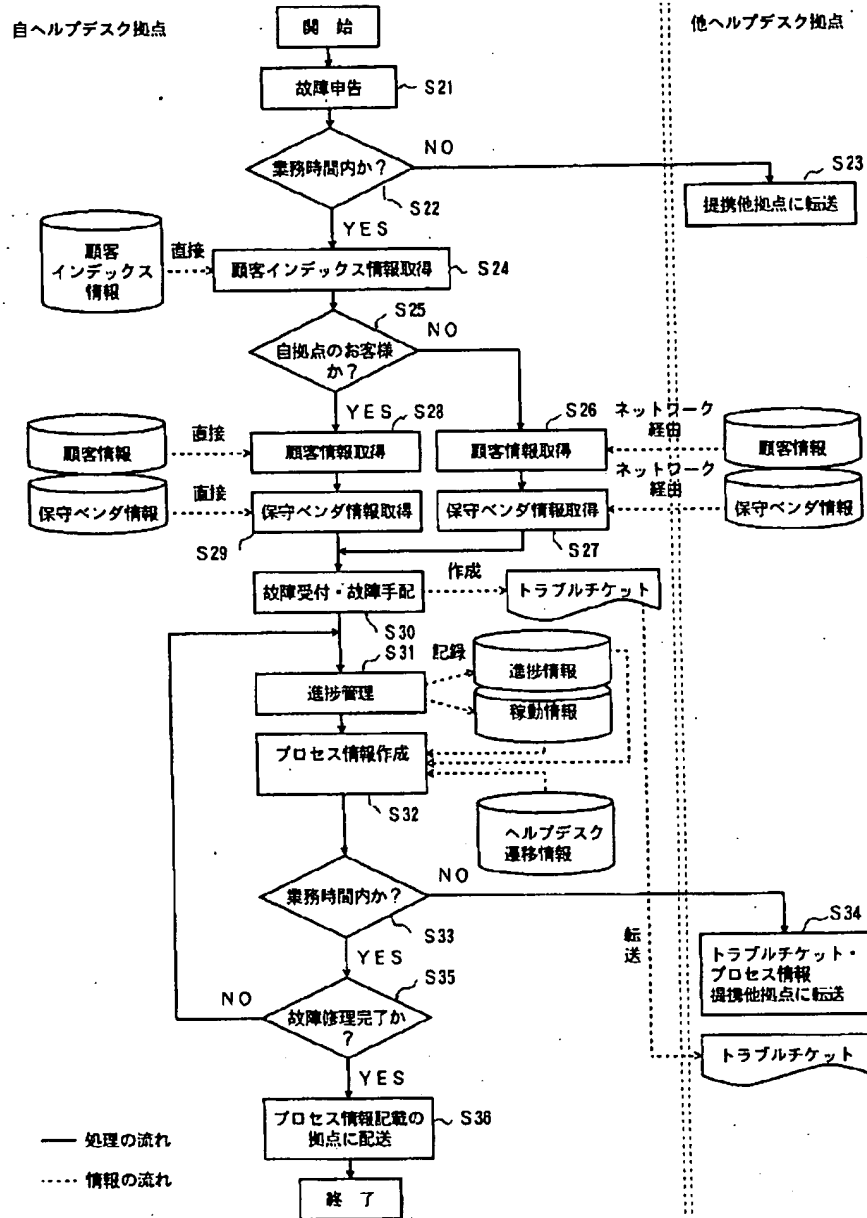 自ヘルプデスク拠点
他ヘルプデスク拠点
開始
故障申告
S21
業務時間内か?
S22
NO
YES
S23
提携他拠点に転送
顧客
インデックス
情報
直接
顧客インデックス情報取得
S24
S25
自拠点のお客様
か?
NO
YES
S28
S26
ネットワーク
経由
顧客情報
直接
顧客情報取得
顧客情報取得
顧客情報
保守ベンダ情報
直接
保守ベンダ情報取得
保守ベンダ情報取得
ネットワーク
経由
保守ベンダ情報
S29
S27
故障受付・故障手配
S30
作成
トラブルチケット
S31
記録
進捗管理
進捗情報
稼動情報
プロセス情報作成
S32
ヘルプデスク
遷移情報
業務時間内か?
S33
NO
YES
転送
S34
トラブルチケット・
プロセス情報
提携他拠点に転送
S35
NO
故障修理完了か
?
YES
トラブルチケット
プロセス情報記載の
拠点に配送
S36
処理の流れ
情報の流れ
終了